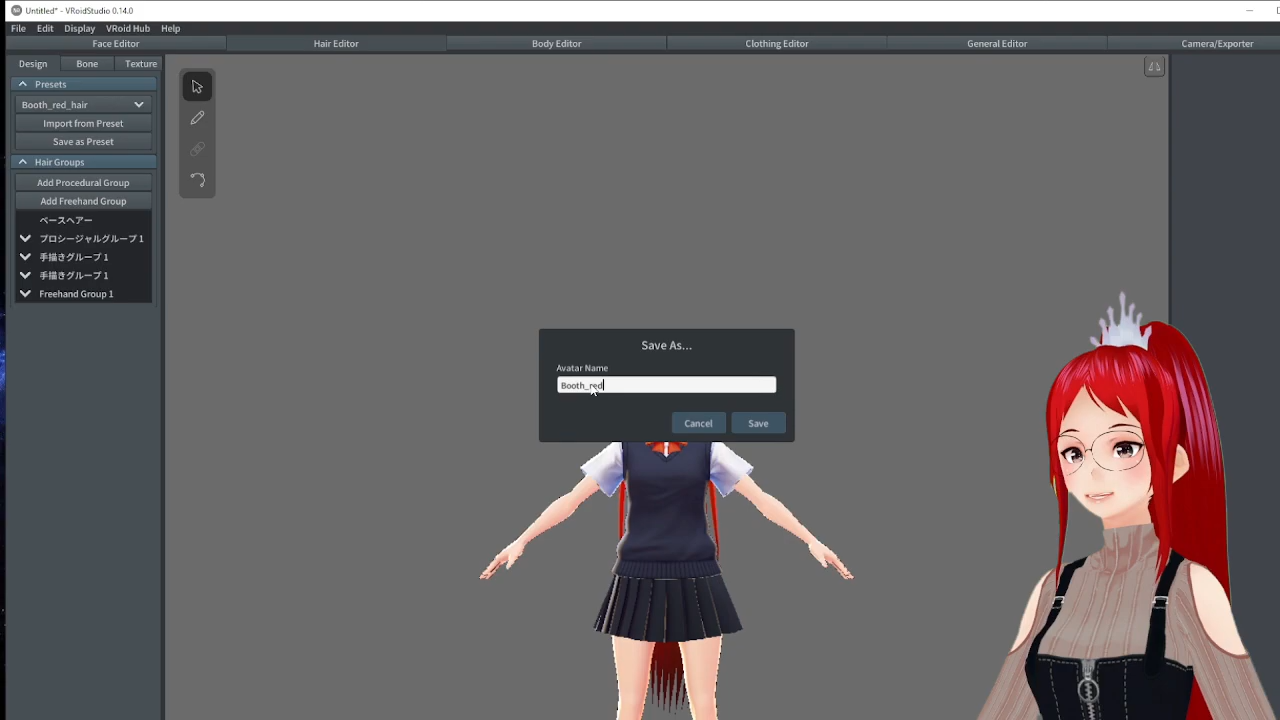 Untitled* - VRoidStudio 0.14.0
File Edit Display VRoid Hub Help
Face Editor Hair Editor Body Editor Clothing Editor General Editor Camera/Exporter
Design Bone Texture
Presets
Booth_red_hair
Import from Preset
Save as Preset
Hair Groups
Add Procedural Group
Add Freehand Group
ベースヘアー
プロシージャルグループ 1
手描きグループ 1
手描きグループ 1
Freehand Group 1
Save As...
Avatar Name
Booth_red
Cancel Save